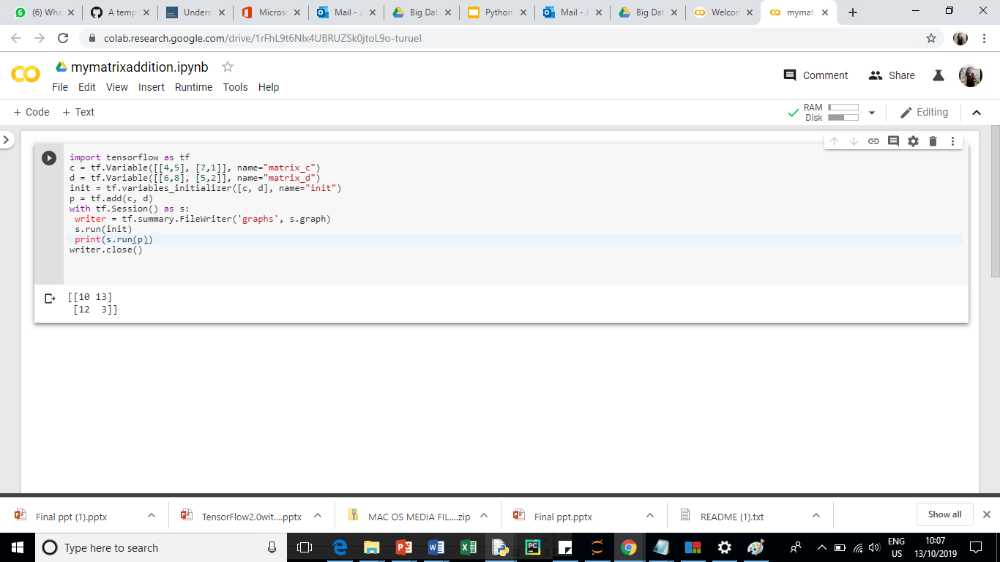 (6) Wha
A temp
Unders
Microsc
Mail - J
Big Dat
Python
Mail - J
Big Dat
Welcon
mymatr
colab.research.google.com/drive/1rFhL9t6NIx4UBRUZSk0jtoL9o-turuel
mymatrixaddition.ipynb
Comment
Share
File Edit View Insert Runtime Tools Help
+ Code + Text
RAM
Disk
Editing
import tensorflow as tf
c = tf.Variable([[4,5], [7,1]], name="matrix_c")
d = tf.Variable([[6,8], [5,2]], name="matrix_d")
init = tf.variables_initializer([c, d], name="init")
p = tf.add(c, d)
with tf.Session() as s:
 writer = tf.summary.FileWriter('graphs', s.graph)
 s.run(init)
 print(s.run(p))
writer.close()
[[10 13]
 [12  3]]
Final ppt (1).pptx
TensorFlow2.0wit....pptx
MAC OS MEDIA FIL....zip
Final ppt.pptx
README (1).txt
Show all
Type here to search
ENG
US
10:07
13/10/2019